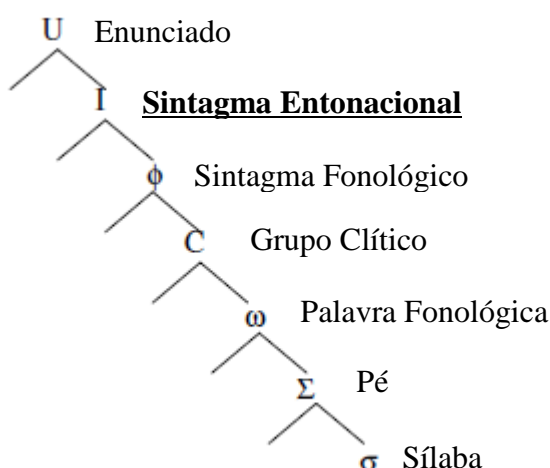 U Enunciado
I Sintagma Entonacional
ϕ Sintagma Fonológico
C Grupo Clítico
ω Palavra Fonológica
Σ Pé
σ Sílaba